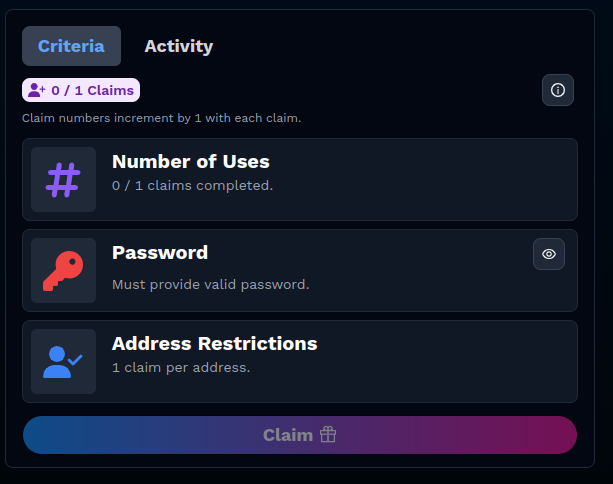 Criteria
Activity
0 / 1 Claims
Claim numbers increment by 1 with each claim.
Number of Uses
0 / 1 claims completed.
Password
Must provide valid password.
Address Restrictions
1 claim per address.
Claim